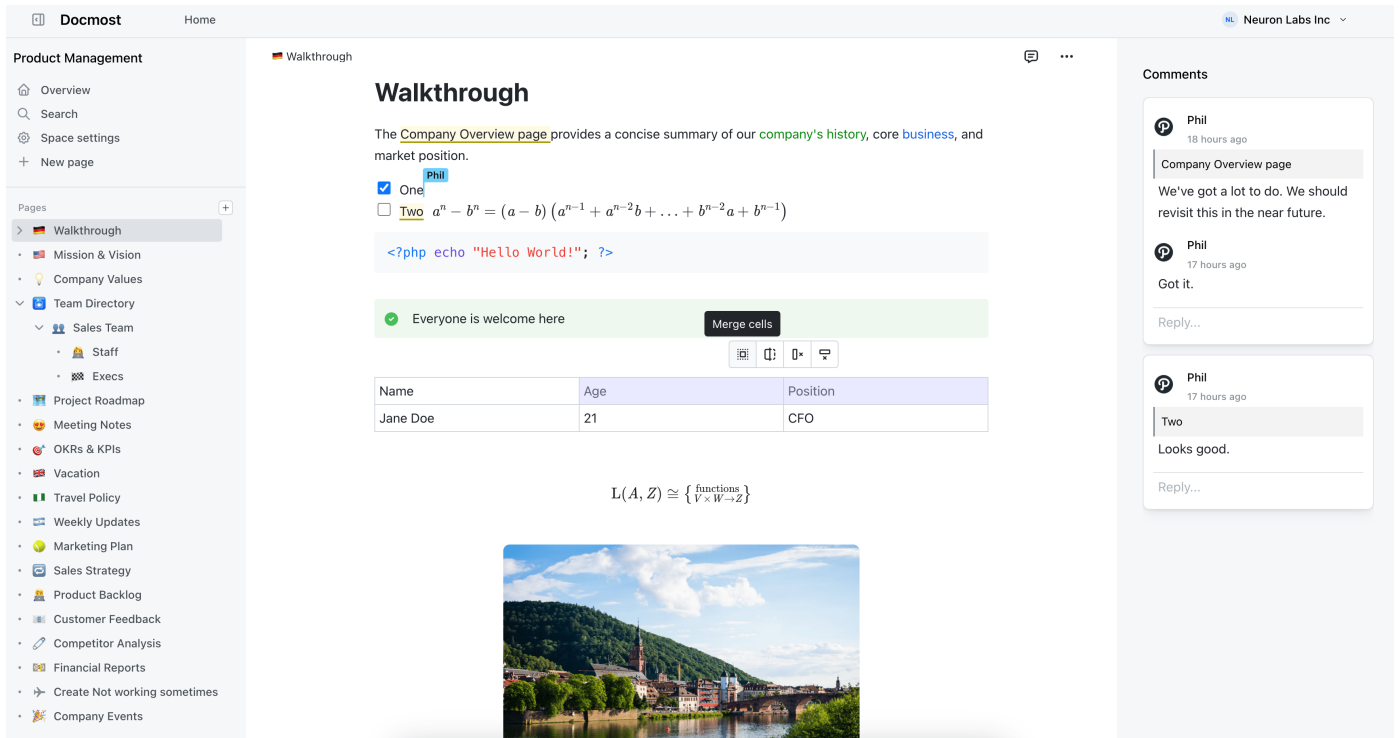 Docmost
Home
NL Neuron Labs Inc
Product Management
Overview
Search
Space settings
New page
Pages
Walkthrough
Mission & Vision
Company Values
Team Directory
Sales Team
Staff
Execs
Project Roadmap
Meeting Notes
OKRs & KPIs
Vacation
Travel Policy
Weekly Updates
Marketing Plan
Sales Strategy
Product Backlog
Customer Feedback
Competitor Analysis
Financial Reports
Create Not working sometimes
Company Events
Walkthrough
Walkthrough
The Company Overview page provides a concise summary of our company's history, core business, and
market position.
Phil
One
Two aⁿ − bⁿ = (a − b) (aⁿ⁻¹ + aⁿ⁻²b + … + bⁿ⁻²a + bⁿ⁻¹)
<?php echo "Hello World!"; ?>
Everyone is welcome here
Merge cells
Name Age Position
Jane Doe 21 CFO
L(A, Z) ≅ { functions
V × W → Z }
Comments
Phil
18 hours ago
Company Overview page
We've got a lot to do. We should
revisit this in the near future.
Phil
17 hours ago
Got it.
Reply...
Phil
17 hours ago
Two
Looks good.
Reply...